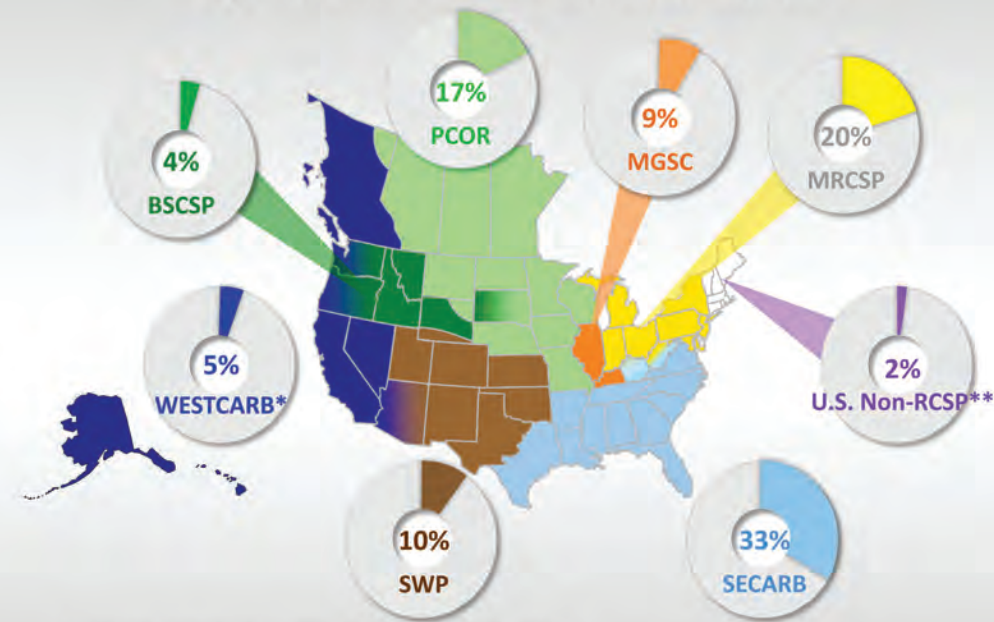 17%
PCOR
9%
MGSC
20%
MRCSP
4%
BSCSP
5%
WESTCARB*
2%
U.S. Non-RCSP**
10%
SWP
33%
SECARB